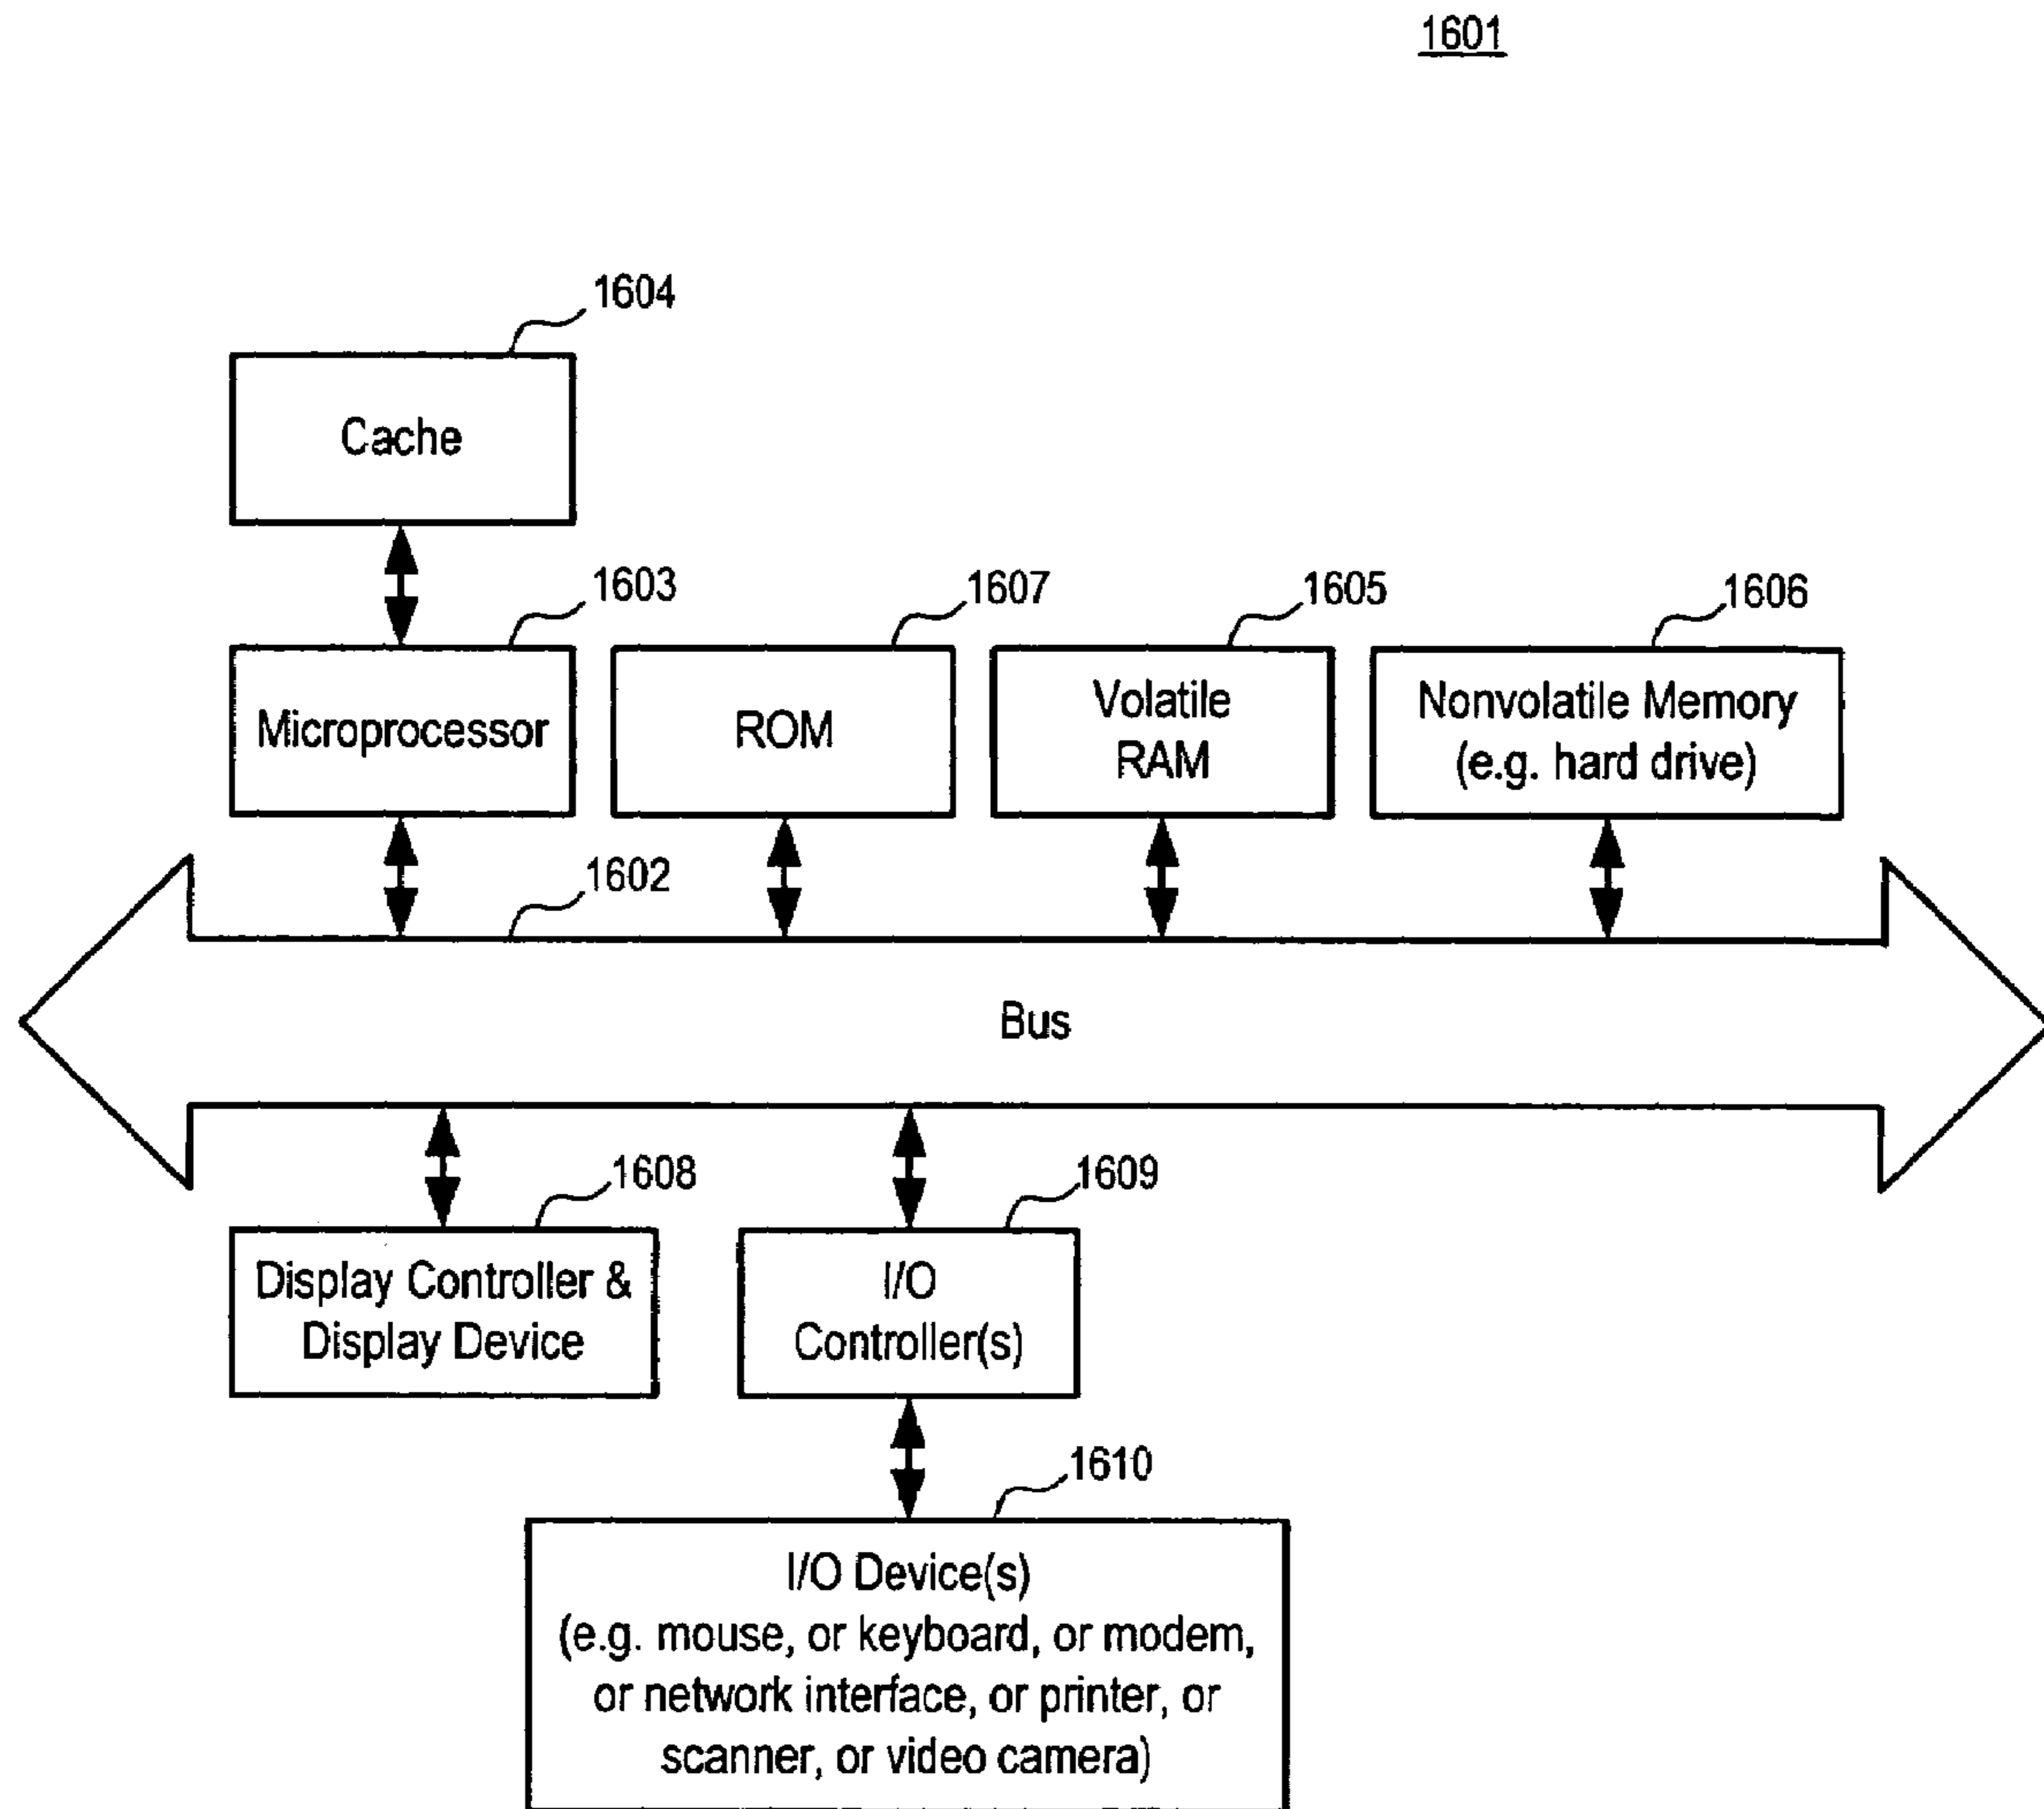 1601
1604
Cache
1603
1607
1605
1606
Microprocessor
ROM
Volatile
RAM
Nonvolatile Memory
(e.g. hard drive)
1602
Bus
1608
1609
Display Controller &
Display Device
I/O
Controller(s)
1610
I/O Device(s)
(e.g. mouse, or keyboard, or modem,
or network interface, or printer, or
scanner, or video camera)